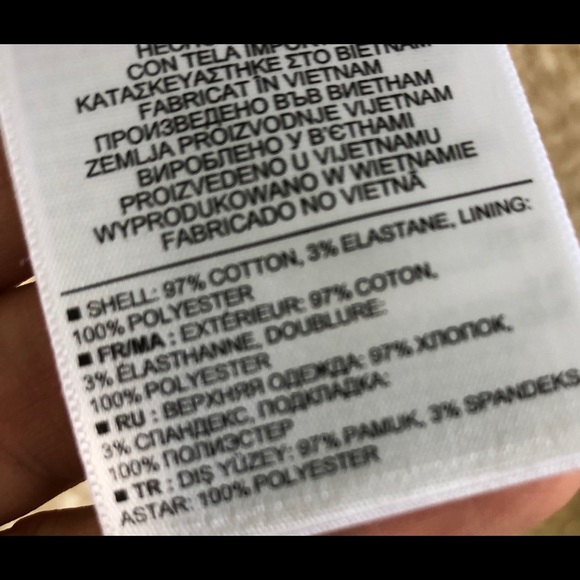 HECHO
CON TELA IMPORT
ΚΑΤΑΣΚΕΥΑΣΤΗΚΕ ΣΤΟ ΒΙΕΤΝΑΜ
FABRICAT ÎN VIETNAM
ПРОИЗВЕДЕНО ВЪВ ВИЕТНАМ
ZEMLJA PROIZVODNJE VIJETNAM
ВИРОБЛЕНО У В'ЄТНАМІ
PROIZVEDENO U VIJETNAMU
WYPRODUKOWANO W WIETNAMIE
FABRICADO NO VIETNÃ
■ SHELL: 97% COTTON, 3% ELASTANE, LINING:
100% POLYESTER
■ FR/MA : EXTÉRIEUR: 97% COTON,
3% ÉLASTHANNE, DOUBLURE:
100% POLYESTER
■ RU : ВЕРХНЯЯ ОДЕЖДА: 97% ХЛОПОК,
3% СПАНДЕКС, ПОДКЛАДКА:
100% ПОЛИЭСТЕР
■ TR : DIŞ YÜZEY: 97% PAMUK, 3% SPANDEKS,
ASTAR: 100% POLYESTER